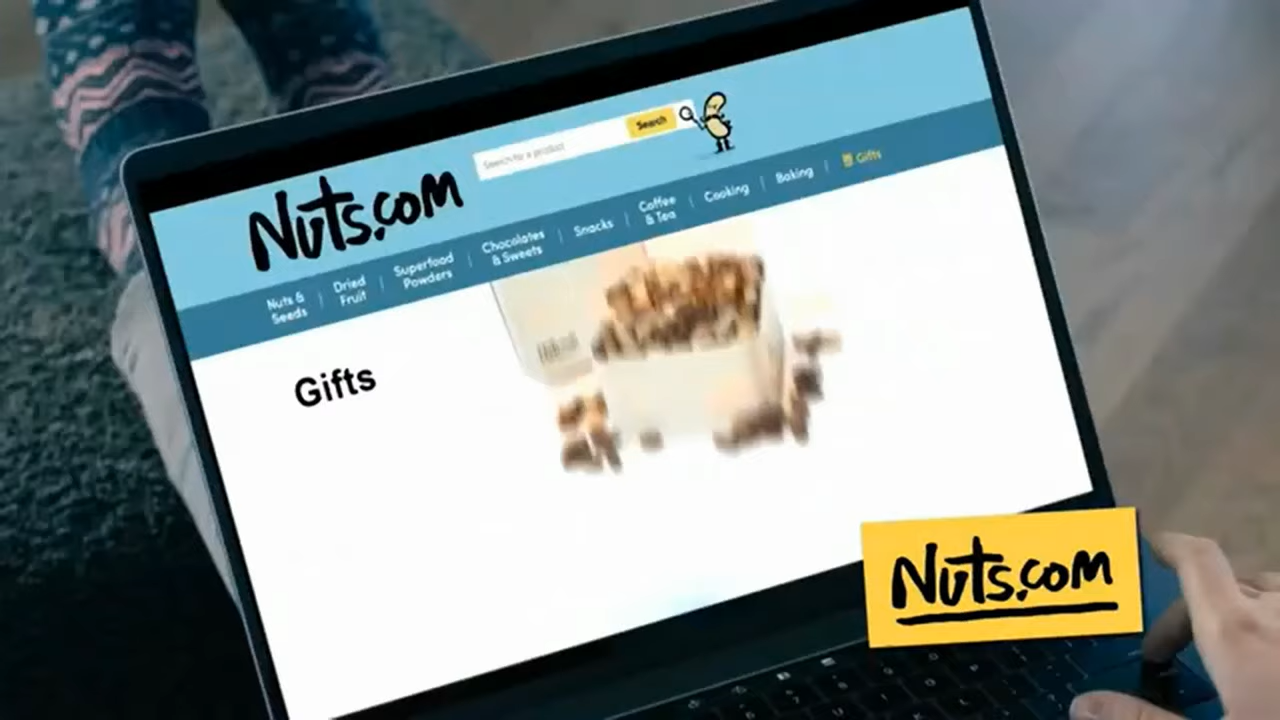 Search for a product
Search
Nuts.com
Nuts &
Seeds
Dried
Fruit
Superfood
Powders
Chocolates
& Sweets
Snacks
Coffee
& Tea
Cooking
Baking
Gifts
Gifts
Nuts.com